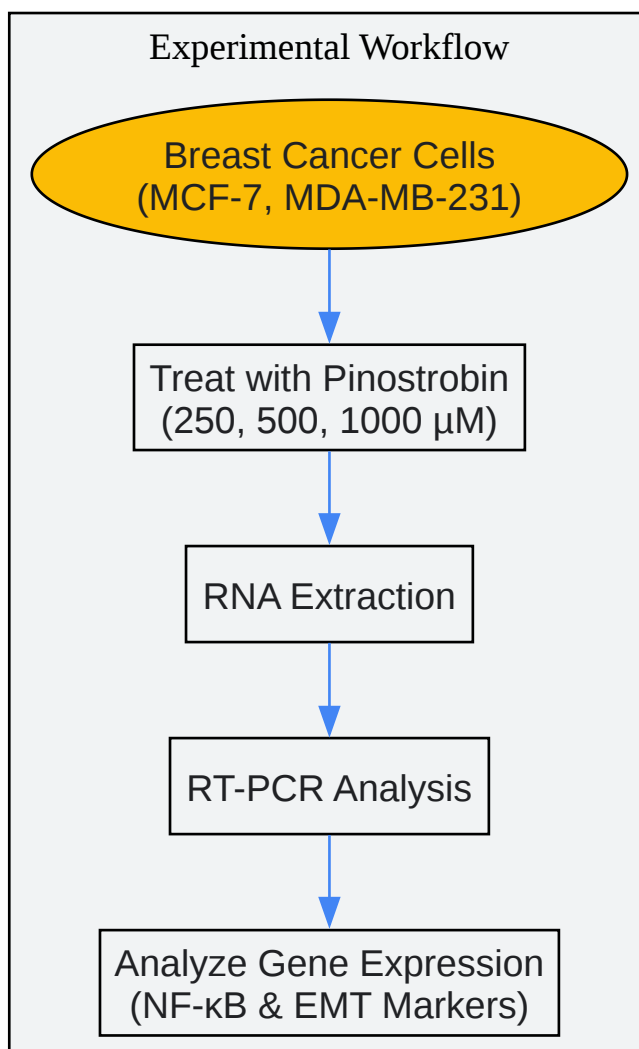 Experimental Workflow
Breast Cancer Cells
(MCF-7, MDA-MB-231)
Treat with Pinostrobin
(250, 500, 1000 µM)
RNA Extraction
RT-PCR Analysis
Analyze Gene Expression
(NF-κB & EMT Markers)